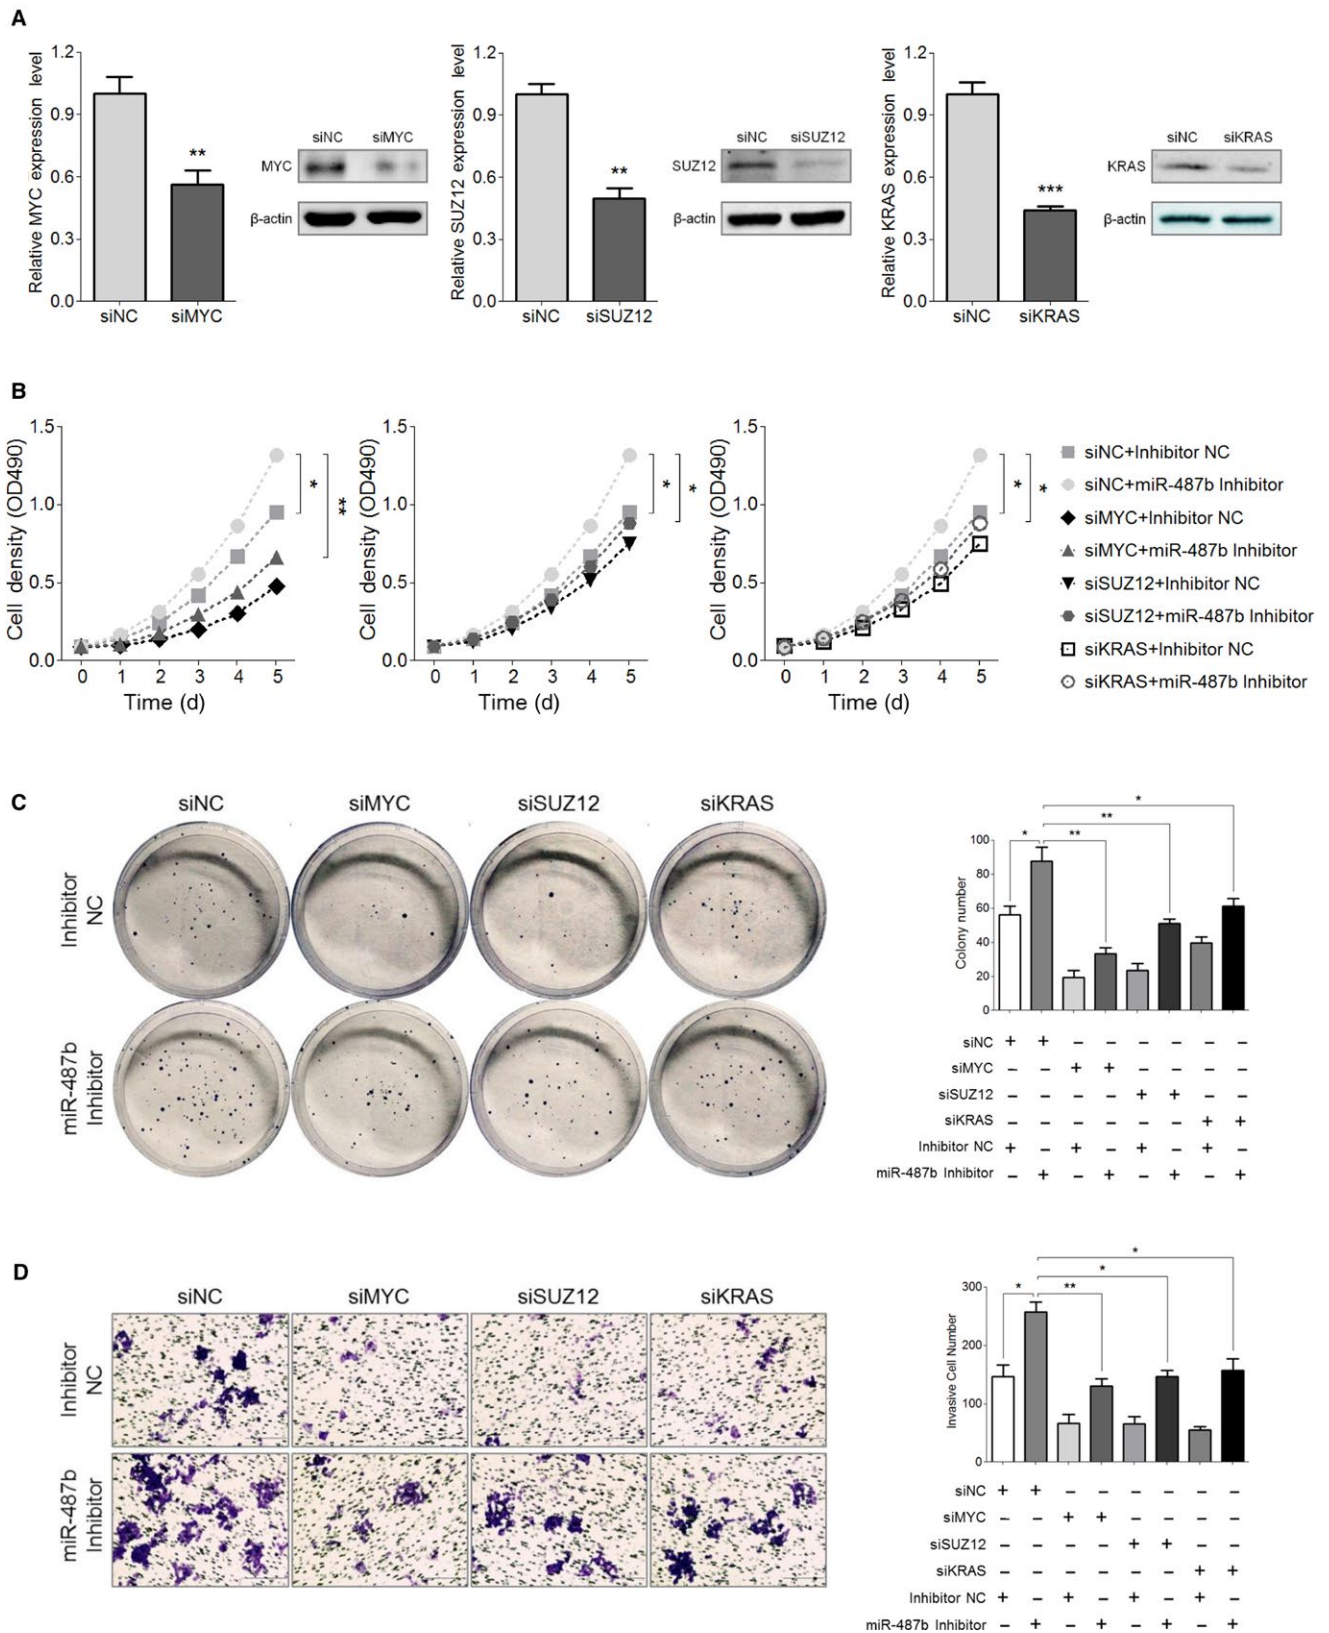 A
Relative MYC expression level
1.2
0.9
0.6
0.3
0.0
**
siNC siMYC
siNC siMYC
MYC
β-actin
Relative SUZ12 expression level
1.2
0.9
0.6
0.3
0.0
**
siNC siSUZ12
siNC siSUZ12
SUZ12
β-actin
Relative KRAS expression level
1.2
0.9
0.6
0.3
0.0
***
siNC siKRAS
siNC siKRAS
KRAS
β-actin
B
Cell density (OD490)
1.5
1.0
0.5
0.0
0 1 2 3 4 5
Time (d)
*
**
Cell density (OD490)
1.5
1.0
0.5
0.0
0 1 2 3 4 5
Time (d)
*
*
Cell density (OD490)
1.5
1.0
0.5
0.0
0 1 2 3 4 5
Time (d)
*
*
siNC+Inhibitor NC
siNC+miR-487b Inhibitor
siMYC+Inhibitor NC
siMYC+miR-487b Inhibitor
siSUZ12+Inhibitor NC
siSUZ12+miR-487b Inhibitor
siKRAS+Inhibitor NC
siKRAS+miR-487b Inhibitor
C
siNC siMYC siSUZ12 siKRAS
Inhibitor
NC
miR-487b
Inhibitor
*
**
* **
Colony number
100
80
60
40
20
0
siNC + + – – – – – –
siMYC – – + + – – – –
siSUZ12 – – – – + + – –
siKRAS – – – – – – + +
Inhibitor NC + – + – + – + –
miR-487b Inhibitor – + – + – + – +
D
siNC siMYC siSUZ12 siKRAS
Inhibitor
NC
miR-487b
Inhibitor
*
*
* **
Invasive Cell Number
300
200
100
0
siNC + + – – – – – –
siMYC – – + + – – – –
siSUZ12 – – – – + + – –
siKRAS – – – – – – + +
Inhibitor NC + – + – + – + –
miR-487b Inhibitor – + – + – + – +